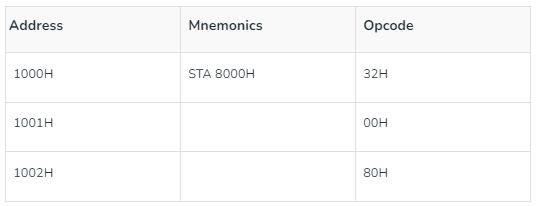 Address Mnemonics Opcode
1000H STA 8000H 32H
1001H 00H
1002H 80H